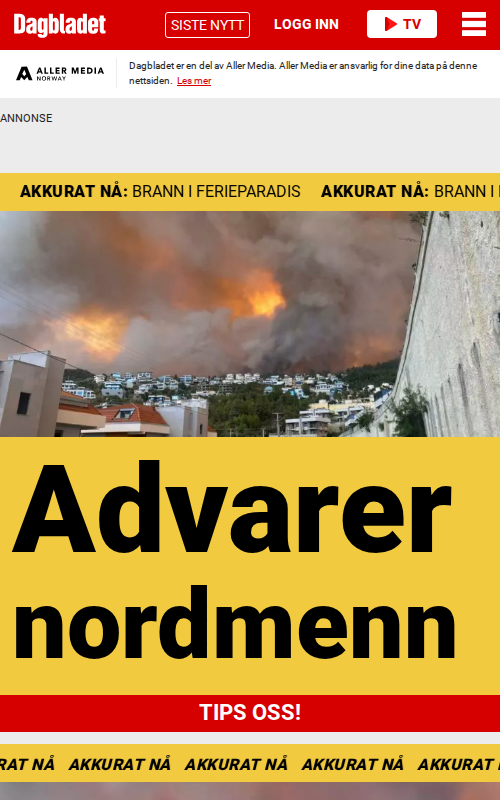 Dagbladet SISTE NYTT LOGG INN TV
ALLER MEDIA
NORWAY
Dagbladet er en del av Aller Media. Aller Media er ansvarlig for dine data på denne
nettsiden. Les mer
ANNONSE
AKKURAT NÅ: BRANN I FERIEPARADIS AKKURAT NÅ: BRANN I
Advarer
nordmenn
TIPS OSS!
RAT NÅ AKKURAT NÅ AKKURAT NÅ AKKURAT NÅ AKKURAT